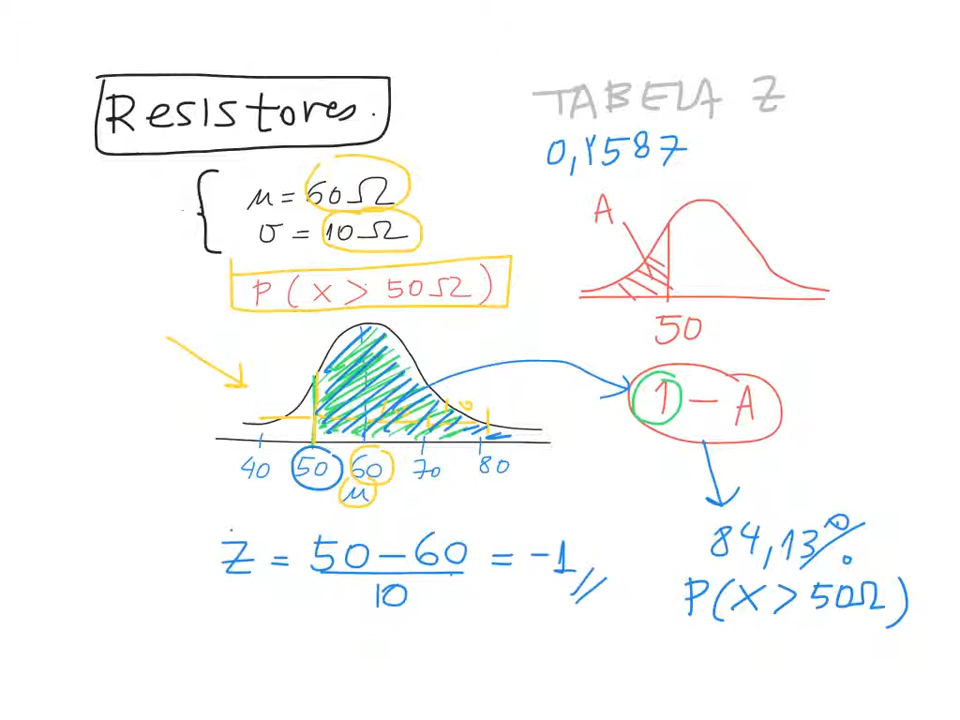 Resistores.
μ = 60Ω
σ = 10Ω
P(X > 50Ω)
40 50 60 70 80
μ
Z = 50 - 60 / 10 = -1
TABELA Z
0,1587
A
50
1 - A
84,13%
P(X > 50Ω)